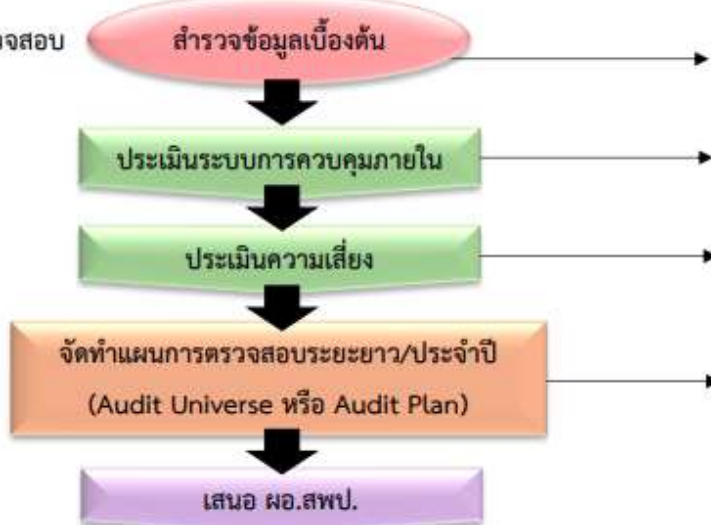 สำรวจข้อมูลเบื้องต้น
ประเมินระบบการควบคุมภายใน
ประเมินความเสี่ยง
จัดทำแผนการตรวจสอบระยะยาว/ประจำปี
(Audit Universe หรือ Audit Plan)
เสนอ ผอ.สพป.